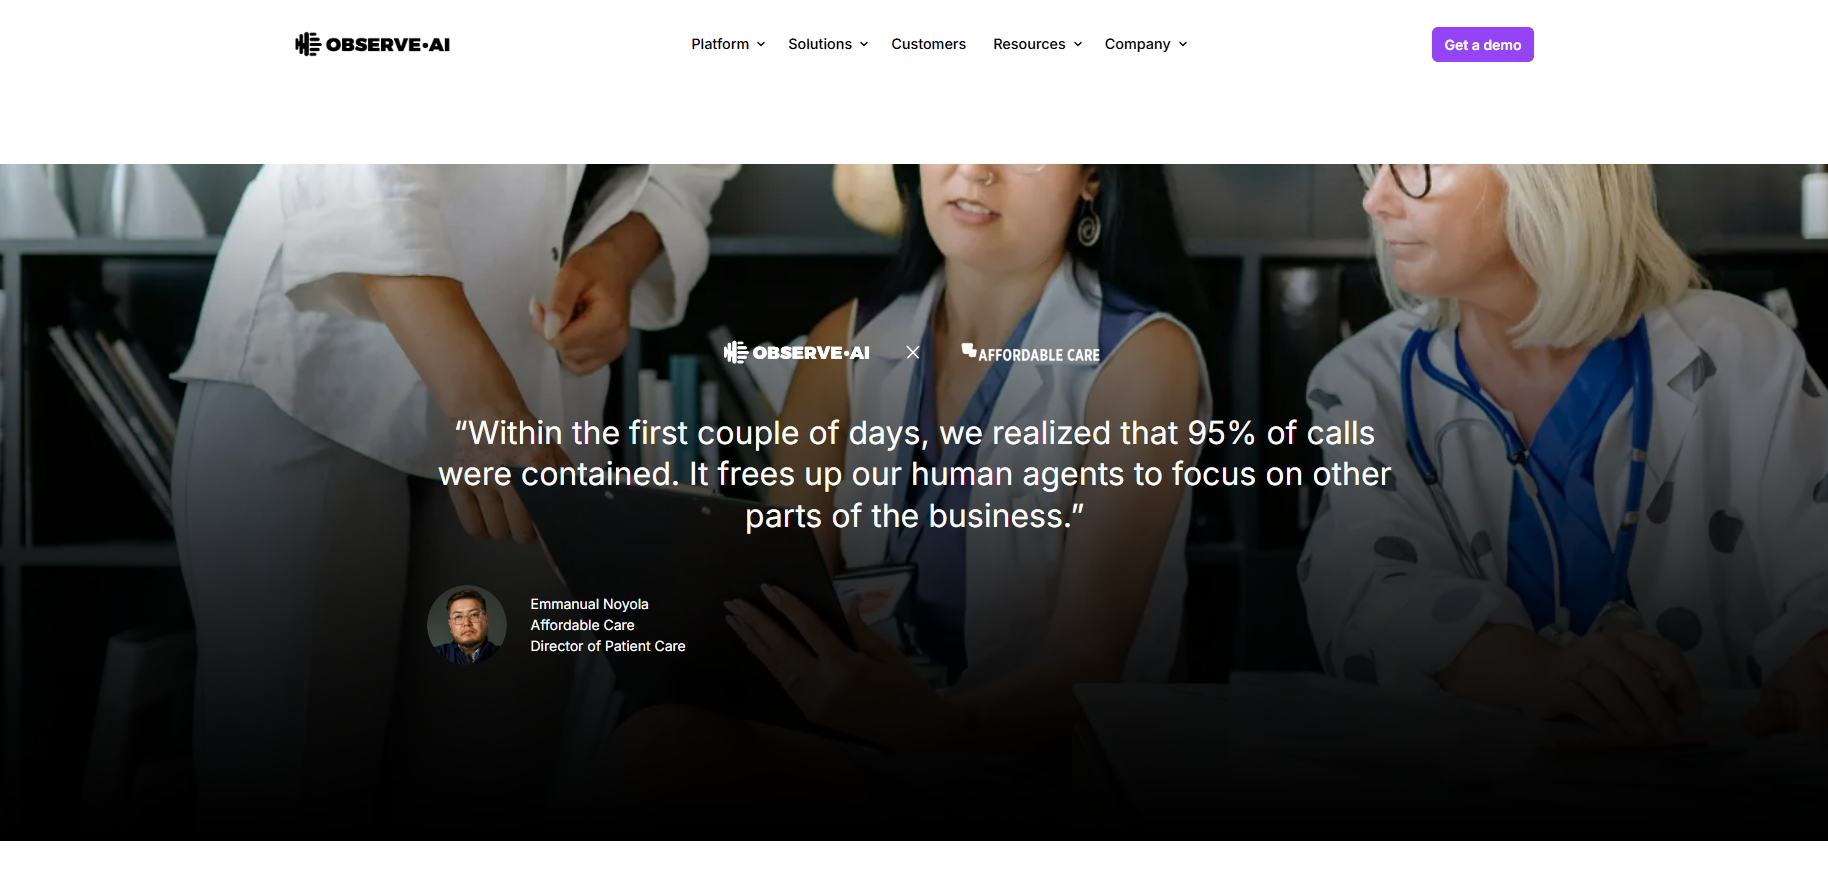 OBSERVE•AI
Platform
Solutions
Customers
Resources
Company
Get a demo
OBSERVE•AI
AFFORDABLE CARE
“Within the first couple of days, we realized that 95% of calls
were contained. It frees up our human agents to focus on other
parts of the business.”
Emmanual Noyola
Affordable Care
Director of Patient Care